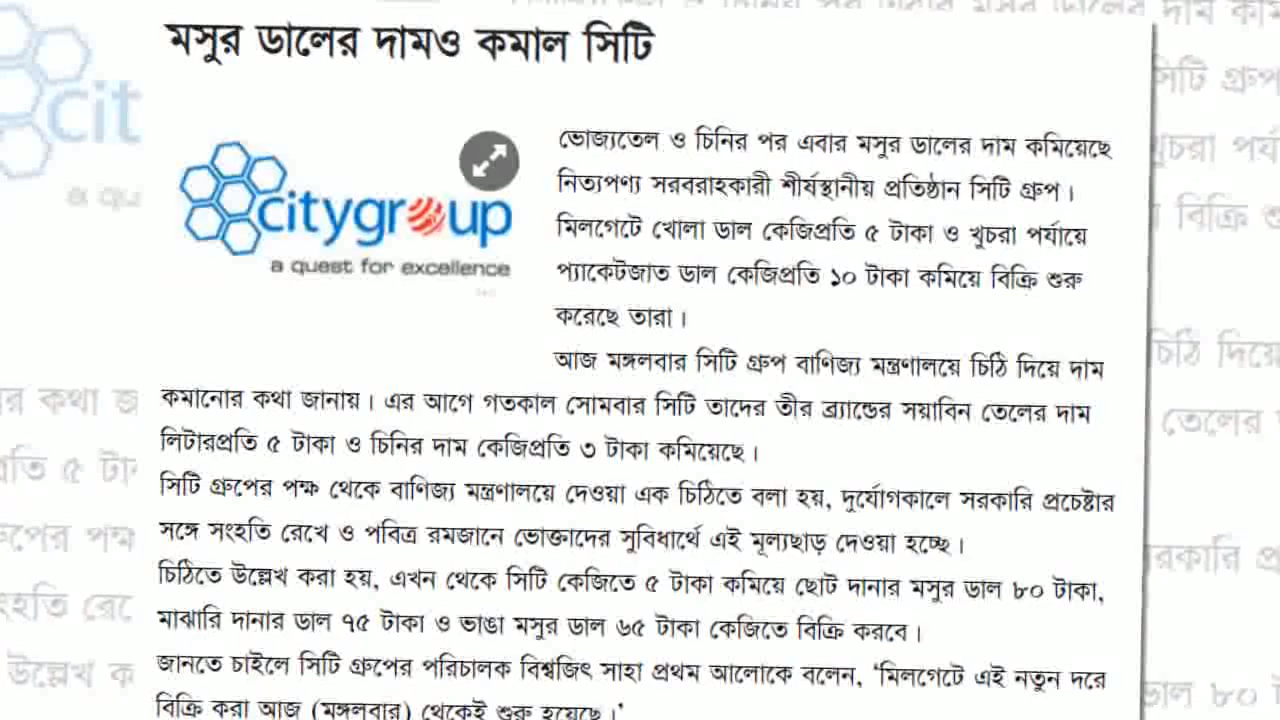 মসুর ডালের দামও কমাল সিটি
citygroup
a quest for excellence
ভোজ্যতেল ও চিনির পর এবার মসুর ডালের দাম কমিয়েছে
নিত্যপণ্য সরবরাহকারী শীর্ষস্থানীয় প্রতিষ্ঠান সিটি গ্রুপ।
মিলগেটে খোলা ডাল কেজিপ্রতি ৫ টাকা ও খুচরা পর্যায়ে
প্যাকেটজাত ডাল কেজিপ্রতি ১০ টাকা কমিয়ে বিক্রি শুরু
করেছে তারা।
আজ মঙ্গলবার সিটি গ্রুপ বাণিজ্য মন্ত্রণালয়ে চিঠি দিয়ে দাম
কমানোর কথা জানায়। এর আগে গতকাল সোমবার সিটি তাদের তীর ব্র্যান্ডের সয়াবিন তেলের দাম
লিটারপ্রতি ৫ টাকা ও চিনির দাম কেজিপ্রতি ৩ টাকা কমিয়েছে।
সিটি গ্রুপের পক্ষ থেকে বাণিজ্য মন্ত্রণালয়ে দেওয়া এক চিঠিতে বলা হয়, দুর্যোগকালে সরকারি প্রচেষ্টার
সঙ্গে সংহতি রেখে ও পবিত্র রমজানে ভোক্তাদের সুবিধার্থে এই মূল্যছাড় দেওয়া হচ্ছে।
চিঠিতে উল্লেখ করা হয়, এখন থেকে সিটি কেজিতে ৫ টাকা কমিয়ে ছোট দানার মসুর ডাল ৮০ টাকা,
মাঝারি দানার ডাল ৭৫ টাকা ও ভাঙা মসুর ডাল ৬৫ টাকা কেজিতে বিক্রি করবে।
জানতে চাইলে সিটি গ্রুপের পরিচালক বিশ্বজিৎ সাহা প্রথম আলোকে বলেন, 'মিলগেটে এই নতুন দরে
বিক্রি করা আজ (মঙ্গলবার) থেকেই শুরু হয়েছে।'